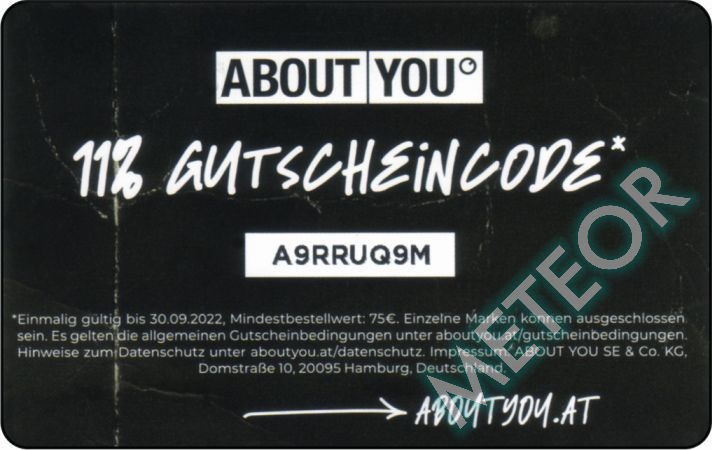 ABOUT YOU°
11% GUTSCHEINCODE*
A9RRUQ9M
METEOR
*Einmalig gültig bis 30.09.2022, Mindestbestellwert: 75€. Einzelne Marken können ausgeschlossen
sein. Es gelten die allgemeinen Gutscheinbedingungen unter aboutyou.at/gutscheinbedingungen.
Hinweise zum Datenschutz unter aboutyou.at/datenschutz. Impressum: ABOUT YOU SE & Co. KG,
Domstraße 10, 20095 Hamburg, Deutschland.
ABOUTYOU.AT